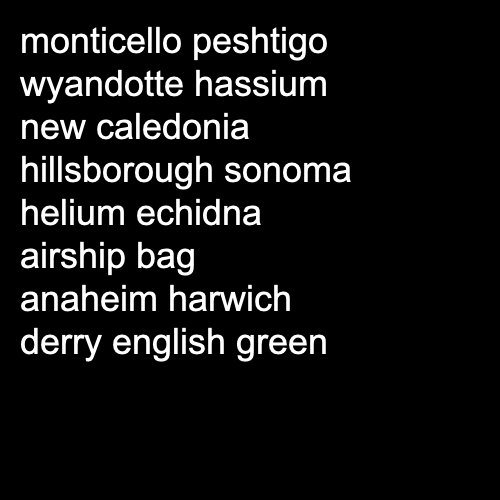 monticello peshtigo
wyandotte hassium
new caledonia
hillsborough sonoma
helium echidna
airship bag
anaheim harwich
derry english green